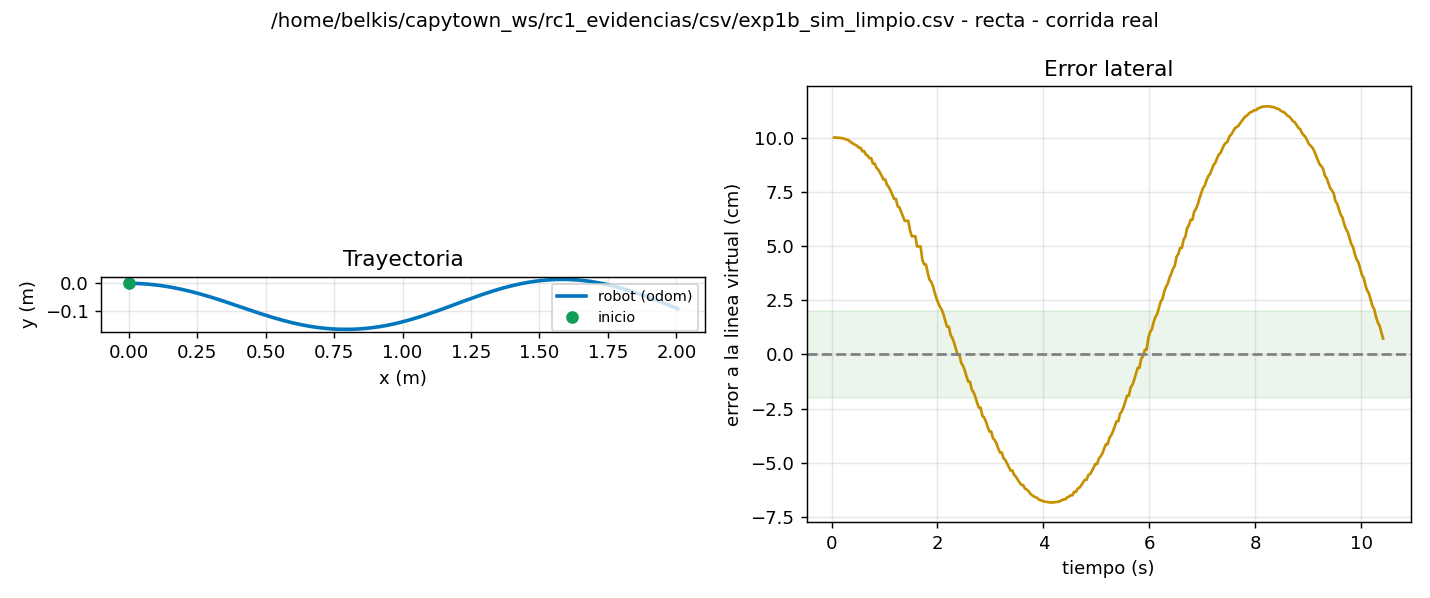 /home/belkis/capytown_ws/rc1_evidencias/csv/exp1b_sim_limpio.csv - recta - corrida real
Trayectoria
y (m)
0.0
−0.1
robot (odom)
inicio
0.00 0.25 0.50 0.75 1.00 1.25 1.50 1.75 2.00
x (m)
Error lateral
error a la linea virtual (cm)
10.0
7.5
5.0
2.5
0.0
−2.5
−5.0
−7.5
0 2 4 6 8 10
tiempo (s)